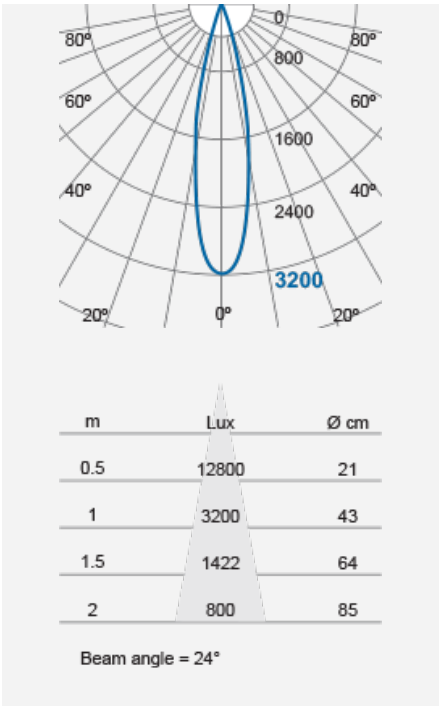 0
80º 80º
800
60º 60º
1600
40º 40º
2400
3200
20º 0º 20º
m Lux Ø cm
0.5 12800 21
1 3200 43
1.5 1422 64
2 800 85
Beam angle = 24°